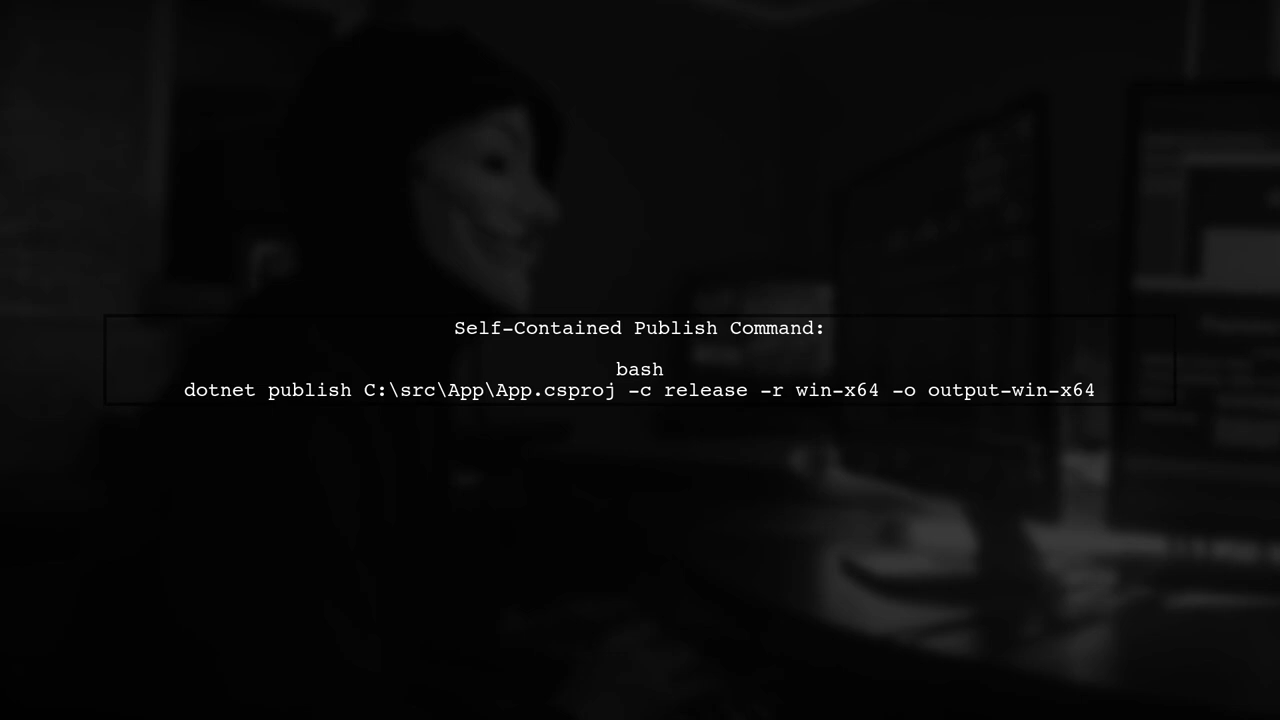 Self-Contained Publish Command:
bash
dotnet publish C:\src\App\App.csproj -c release -r win-x64 -o output-win-x64